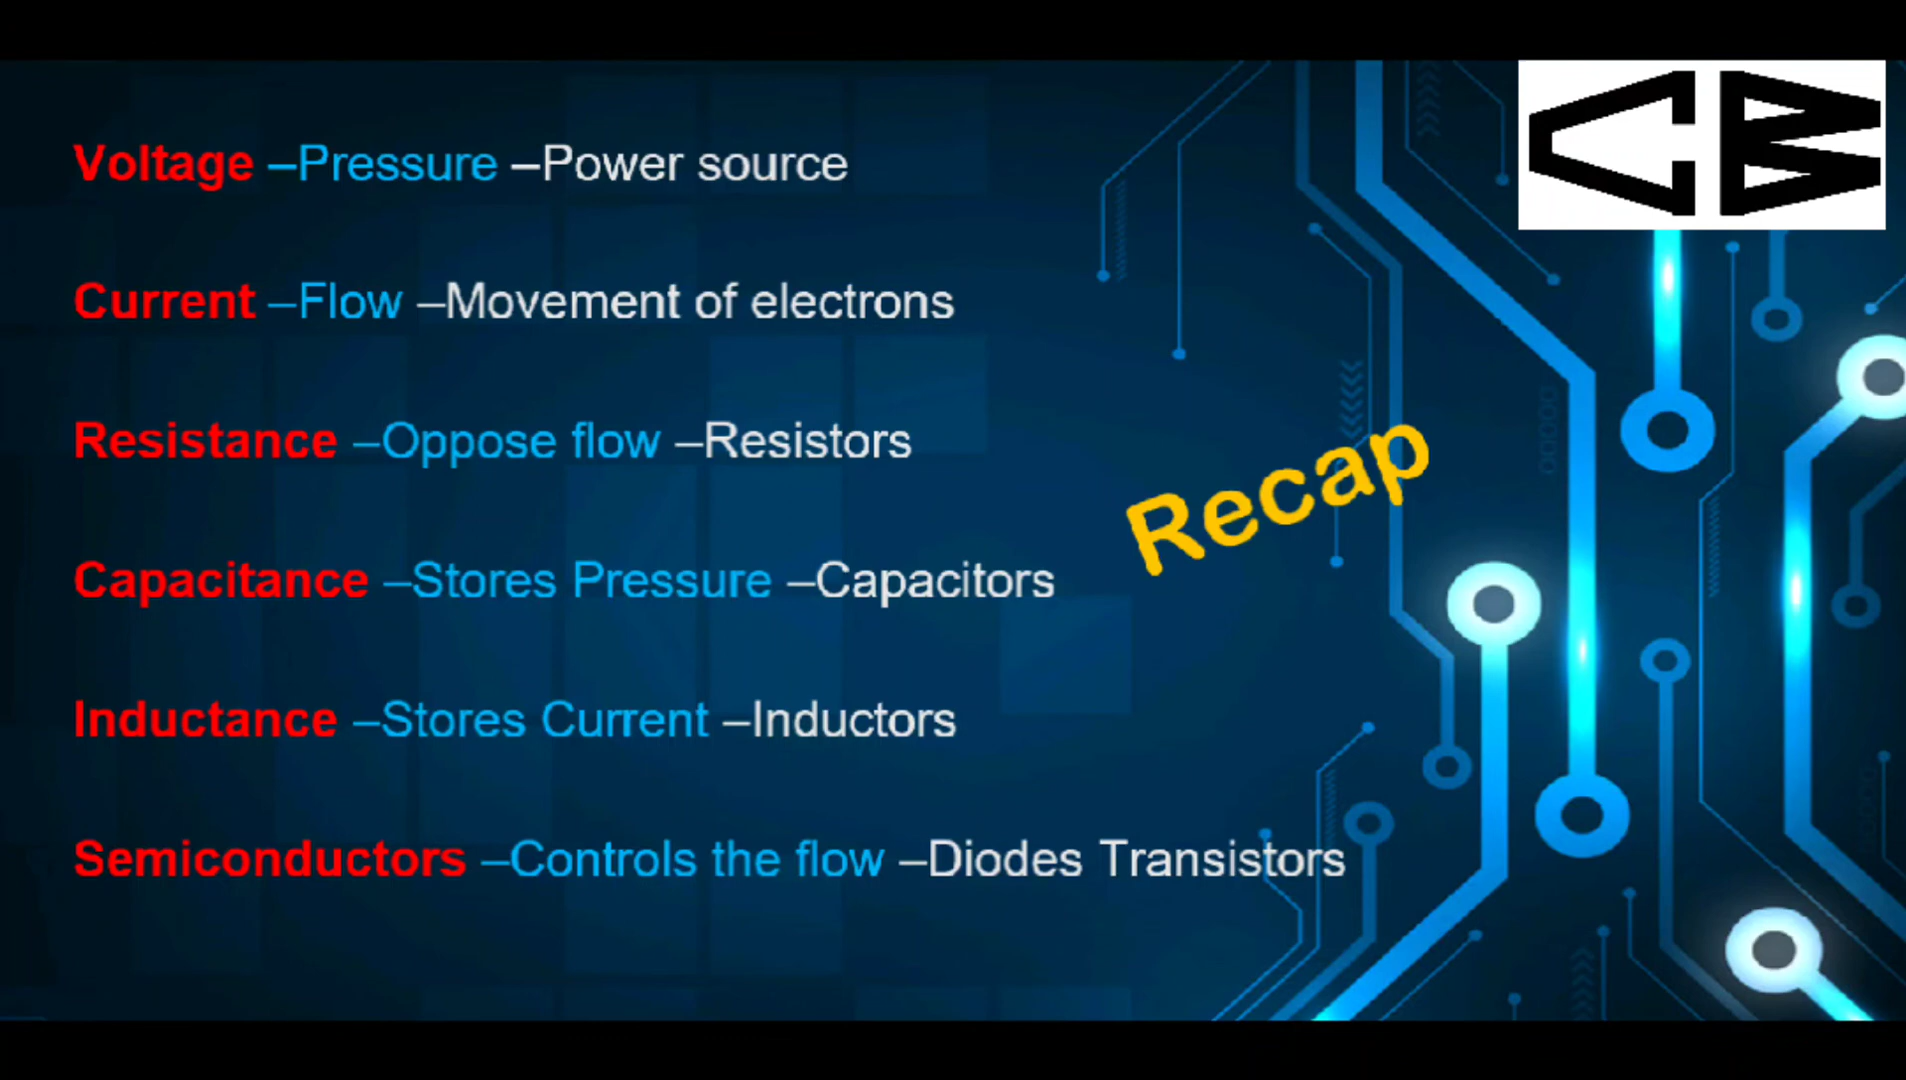 CB
Voltage –Pressure –Power source
Current –Flow –Movement of electrons
Resistance –Oppose flow –Resistors
Recap
Capacitance –Stores Pressure –Capacitors
Inductance –Stores Current –Inductors
Semiconductors –Controls the flow –Diodes Transistors